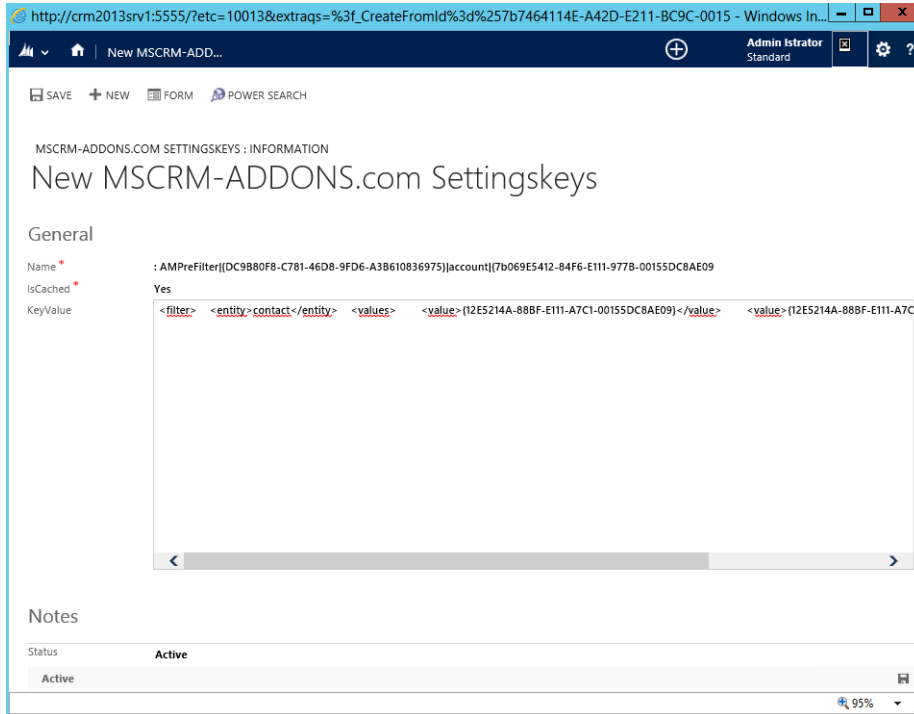 http://crm2013srv1:5555/?etc=10013&extraqs=%3f_CreateFromId%3d%257b7464114E-A42D-E211-BC9C-0015 - Windows In...
New MSCRM-ADD...
Admin Istrator
Standard
?
SAVE NEW FORM POWER SEARCH
MSCRM-ADDONS.COM SETTINGSKEYS : INFORMATION
New MSCRM-ADDONS.com Settingskeys
General
Name * : AMPreFilter|{DC9B80F8-C781-46D8-9FD6-A3B610836975}|account|{7b069E5412-84F6-E111-977B-00155DC8AE09
IsCached * Yes
KeyValue <filter> <entity>contact</entity> <values> <value>{12E5214A-88BF-E111-A7C1-00155DC8AE09}</value> <value>{12E5214A-88BF-E111-A7C
Notes
Status Active
Active
95%